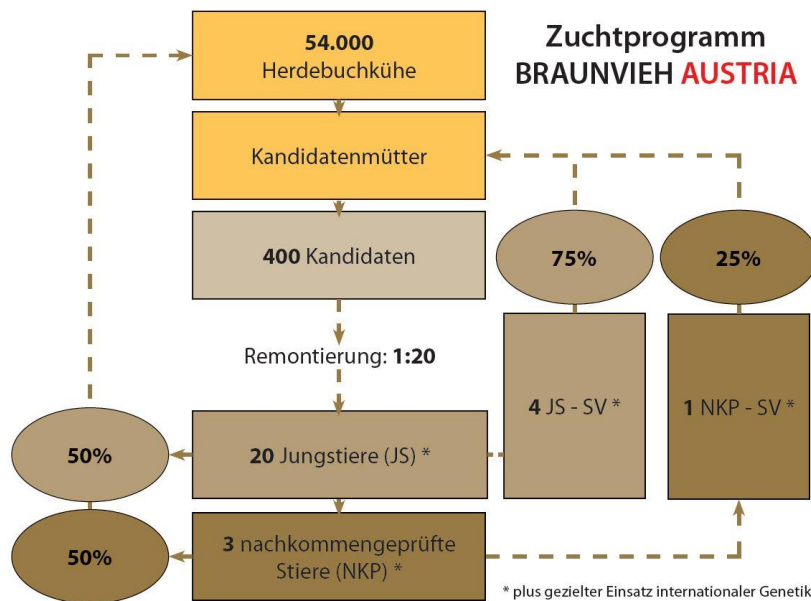 Zuchtprogramm
BRAUNVIEH AUSTRIA
54.000
Herdebuchkühe
Kandidatenmütter
400 Kandidaten
75%
25%
Remontierung: 1:20
4 JS - SV *
1 NKP - SV *
50%
20 Jungstiere (JS) *
50%
3 nachkommengeprüfte
Stiere (NKP) *
* plus gezielter Einsatz internationaler Genetik